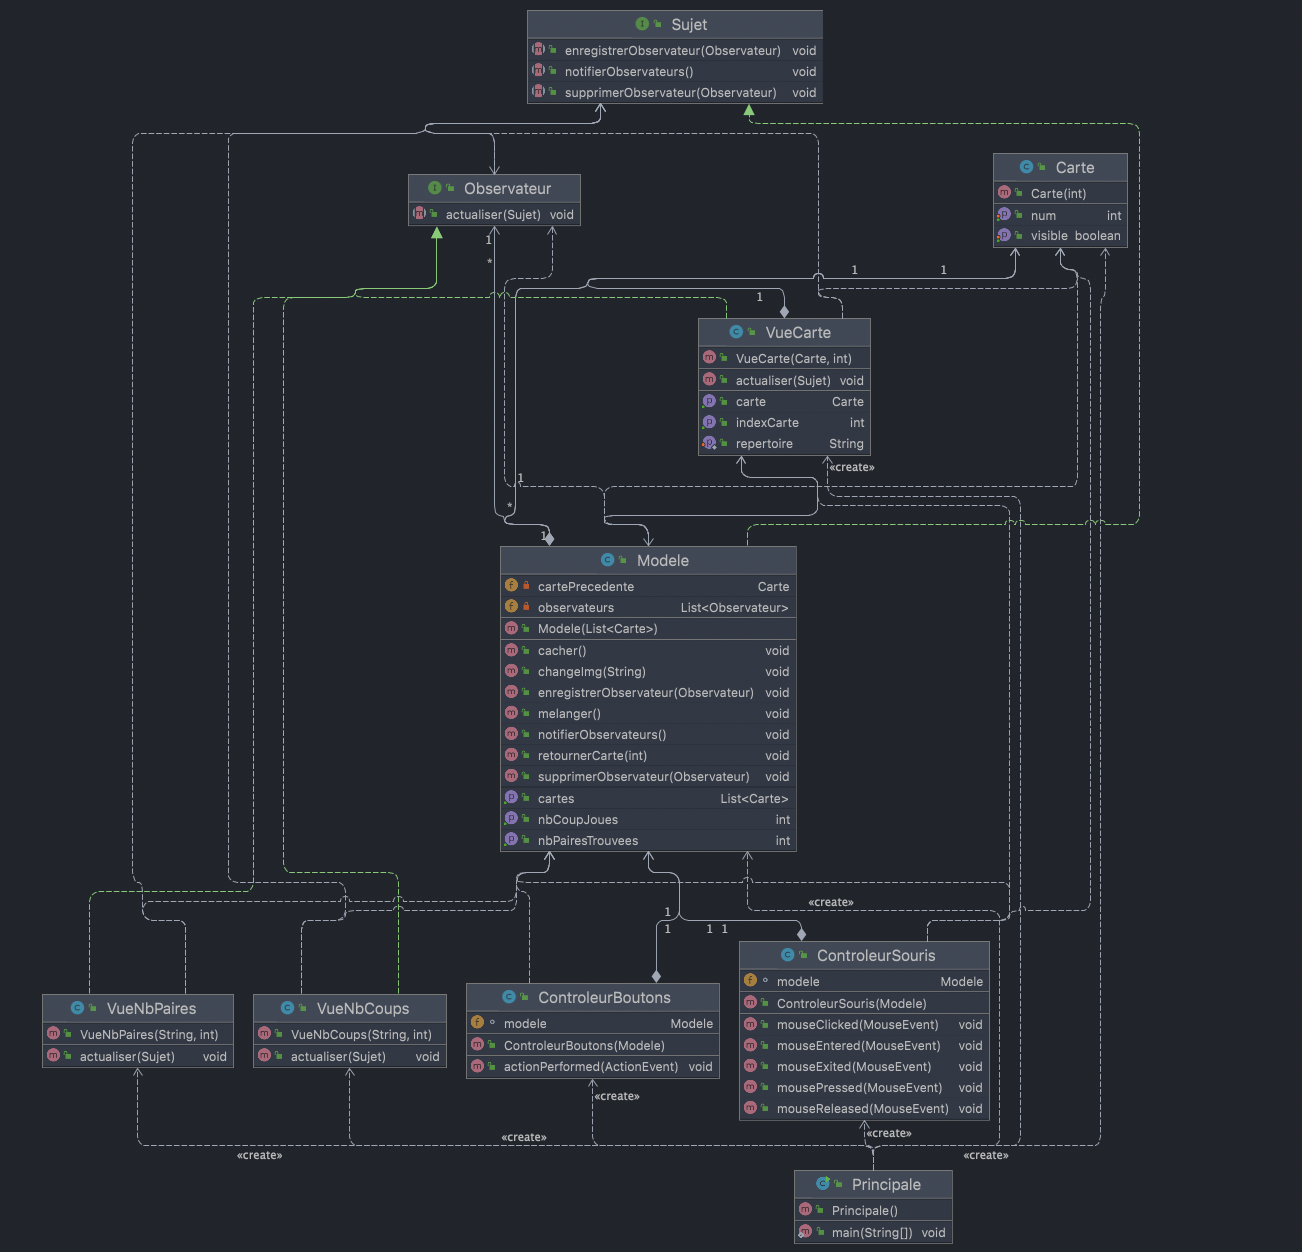 Sujet
enregistrerObservateur(Observateur) void
notifierObservateurs() void
supprimerObservateur(Observateur) void
Carte
Carte(int)
num int
visible boolean
Observateur
actualiser(Sujet) void
1
*
1
1
1
VueCarte
VueCarte(Carte, int)
actualiser(Sujet) void
carte Carte
indexCarte int
repertoire String
«create»
1
*
1
Modele
cartePrecedente Carte
observateurs List<Observateur>
Modele(List<Carte>)
cacher() void
changeImg(String) void
enregistrerObservateur(Observateur) void
melanger() void
notifierObservateurs() void
retournerCarte(int) void
supprimerObservateur(Observateur) void
cartes List<Carte>
nbCoupJoues int
nbPairesTrouvees int
«create»
1
1
1 1
ControleurSouris
modele Modele
ControleurSouris(Modele)
mouseClicked(MouseEvent) void
mouseEntered(MouseEvent) void
mouseExited(MouseEvent) void
mousePressed(MouseEvent) void
mouseReleased(MouseEvent) void
ControleurBoutons
modele Modele
ControleurBoutons(Modele)
actionPerformed(ActionEvent) void
VueNbPaires
VueNbPaires(String, int)
actualiser(Sujet) void
VueNbCoups
VueNbCoups(String, int)
actualiser(Sujet) void
«create»
«create»
«create»
«create»
«create»
Principale
Principale()
main(String[]) void